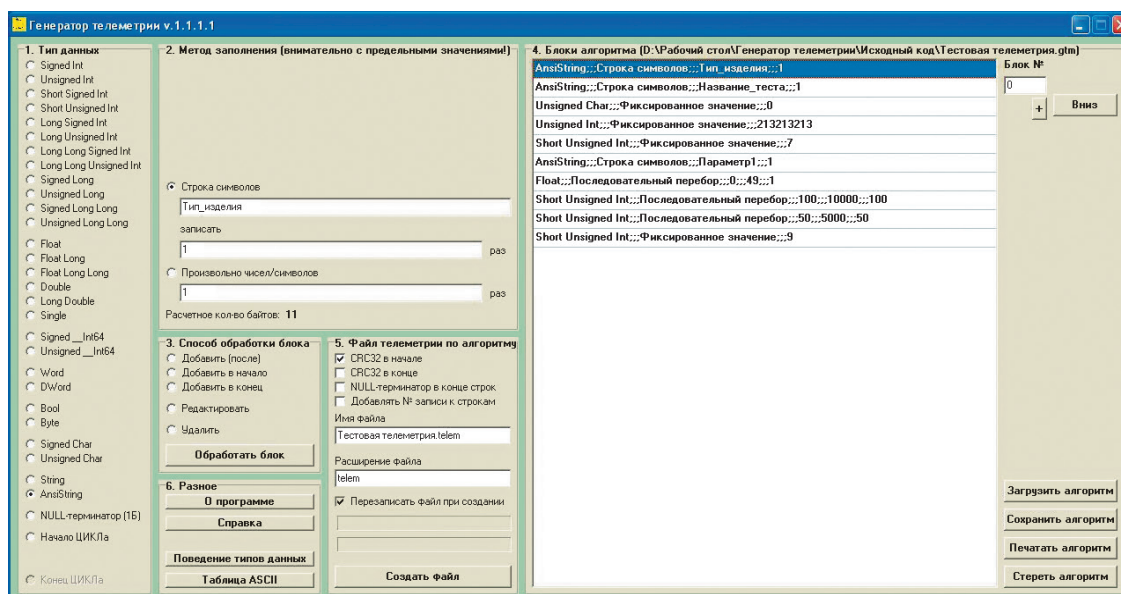 Генератор телеметрии v.1.1.1.1
1. Тип данных
Signed Int
Unsigned Int
Short Signed Int
Short Unsigned Int
Long Signed Int
Long Unsigned Int
Long Long Signed Int
Long Long Unsigned Int
Signed Long
Unsigned Long
Signed Long Long
Unsigned Long Long
Float
Float Long
Float Long Long
Double
Long Double
Single
Signed __Int64
Unsigned __Int64
Word
DWord
Bool
Byte
Signed Char
Unsigned Char
String
AnsiString
NULL-терминатор (1Б)
Начало ЦИКЛа
Конец ЦИКЛа
2. Метод заполнения (внимательно с предельными значениями!)
Строка символов
Тип_изделия
записать
1 раз
Произвольно чисел/символов
1 раз
Расчетное кол-во байтов: 11
3. Способ обработки блока
Добавить (после)
Добавить в начало
Добавить в конец
Редактировать
Удалить
Обработать блок
6. Разное
О программе
Справка
Поведение типов данных
Таблица ASCII
5. Файл телеметрии по алгоритму
CRC32 в начале
CRC32 в конце
NULL-терминатор в конце строк
Добавлять № записи к строкам
Имя файла
Тестовая телеметрия.telem
Расширение файла
telem
Перезаписать файл при создании
Создать файл
4. Блоки алгоритма (D:\Рабочий стол\Генератор телеметрии\Исходный код\Тестовая телеметрия.gtm)
AnsiString;;;Строка символов;;;Тип_изделия;;;1
AnsiString;;;Строка символов;;;Название_теста;;;1
Unsigned Char;;;Фиксированное значение;;;0
Unsigned Int;;;Фиксированное значение;;;213213213
Short Unsigned Int;;;Фиксированное значение;;;7
AnsiString;;;Строка символов;;;Параметр1;;;1
Float;;;Последовательный перебор;;;0;;;49;;;1
Short Unsigned Int;;;Последовательный перебор;;;100;;;10000;;;100
Short Unsigned Int;;;Последовательный перебор;;;50;;;5000;;;50
Short Unsigned Int;;;Фиксированное значение;;;9
Блок №
0
+ Вниз
Загрузить алгоритм
Сохранить алгоритм
Печатать алгоритм
Стереть алгоритм